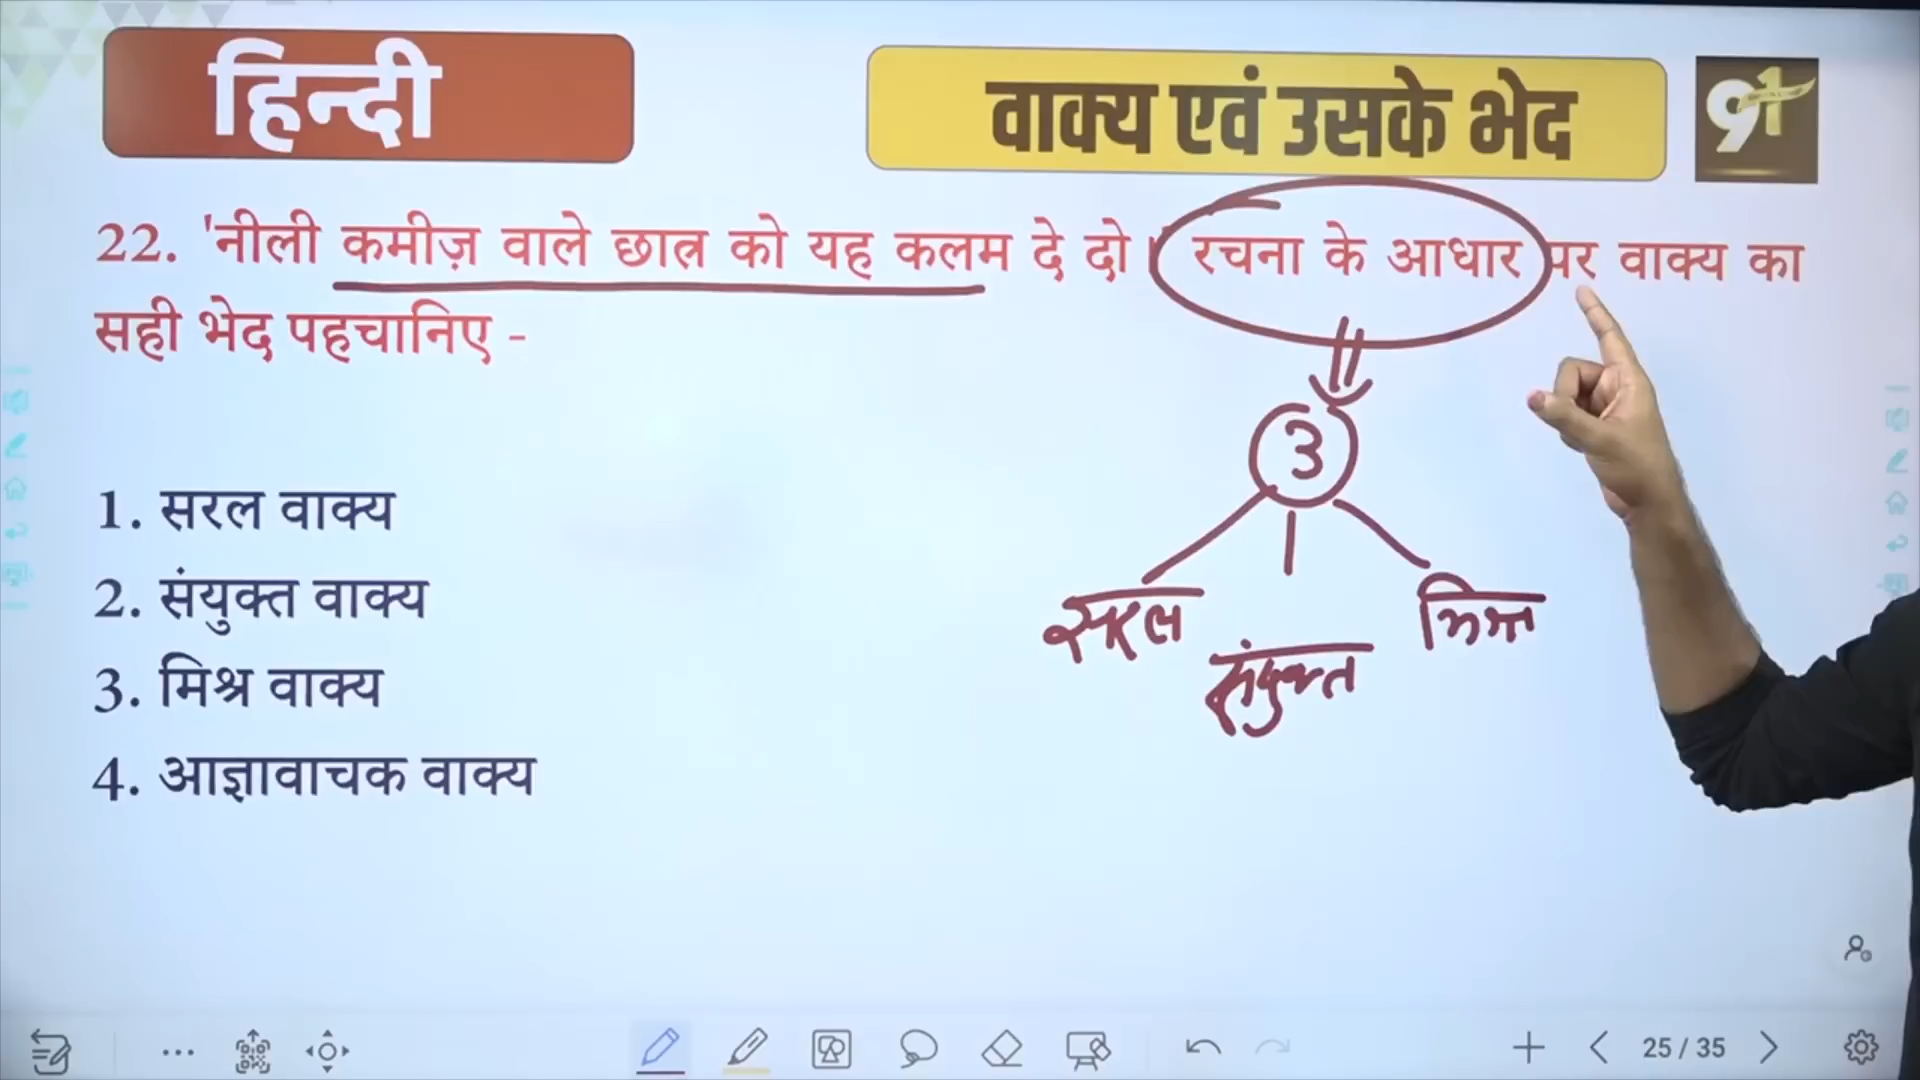 हिन्दी
वाक्य एवं उसके भेद
91
22. 'नीली कमीज़ वाले छात्र को यह कलम दे दो।' रचना के आधार पर वाक्य का
सही भेद पहचानिए -
1. सरल वाक्य
2. संयुक्त वाक्य
3. मिश्र वाक्य
4. आज्ञावाचक वाक्य
3
सरल
संयुक्त
मिश्र
25 / 35